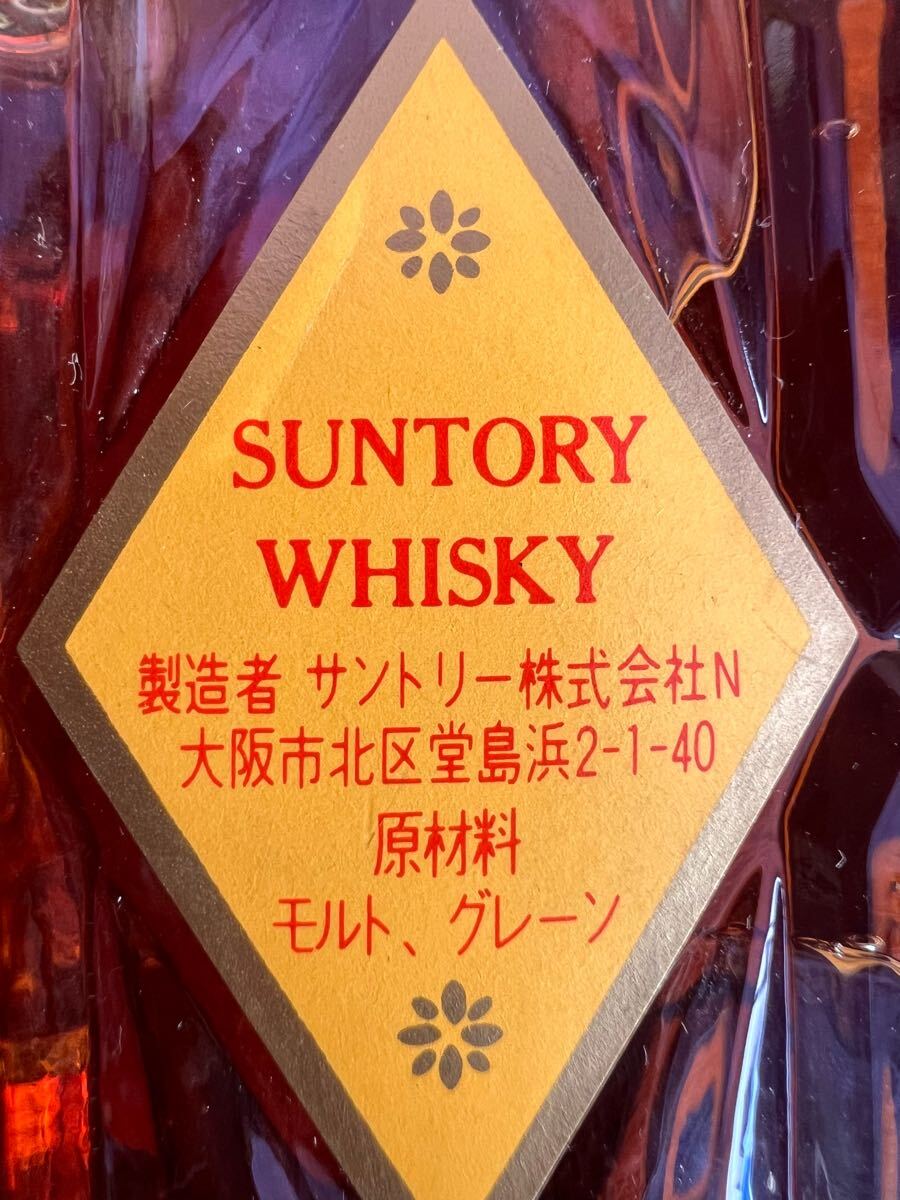 SUNTORY
WHISKY
製造者 サントリー株式会社N
大阪市北区堂島浜2-1-40
原材料
モルト、グレーン